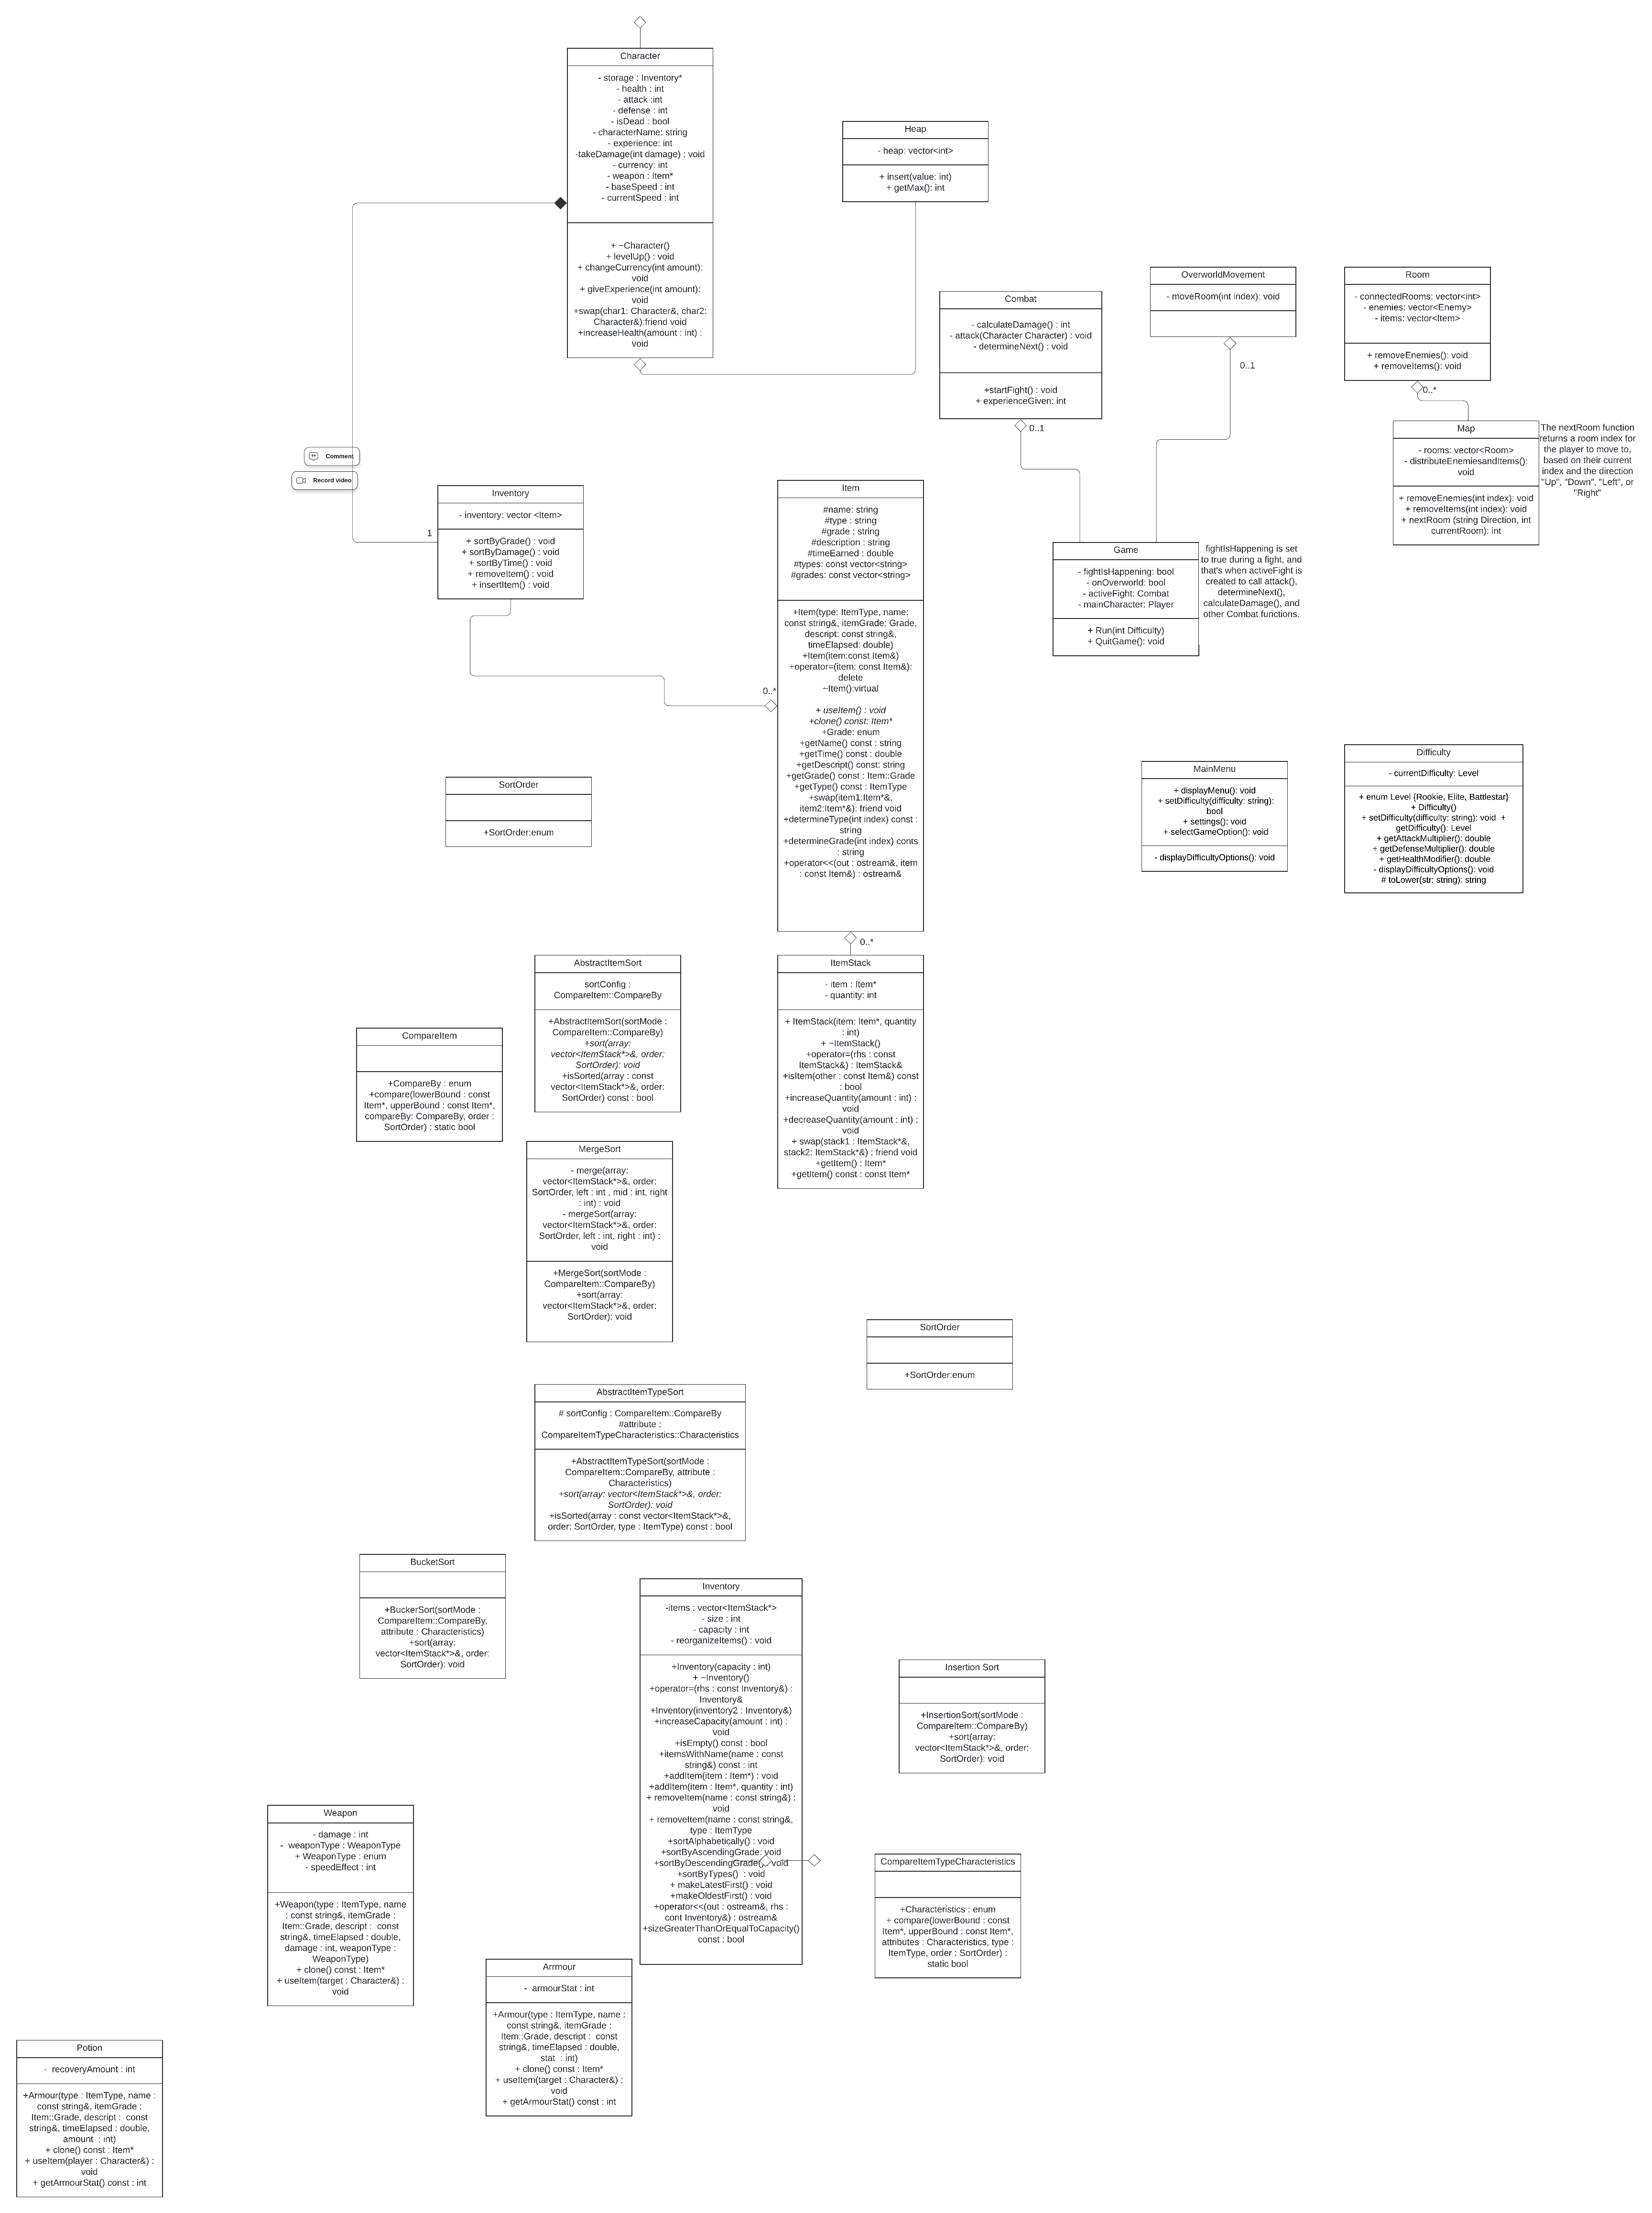 Character
- storage : Inventory*
- health : int
- attack :int
- defense : int
- isDead : bool
- characterName: string
- experience: int
-takeDamage(int damage) : void
- currency: int
- weapon : Item*
- baseSpeed : int
- currentSpeed : int
+ ~Character()
+ levelUp() : void
+ changeCurrency(int amount):
void
+ giveExperience(int amount):
void
+swap(char1: Character&, char2:
Character&):friend void
+increaseHealth(amount : int) :
void
Heap
- heap: vector<int>
+ insert(value: int)
+ getMax(): int
Combat
- calculateDamage() : int
- attack(Character Character) : void
- determineNext() : void
+startFight() : void
+ experienceGiven: int
0..1
OverworldMovement
- moveRoom(int index): void
0..1
Room
- connectedRooms: vector<int>
- enemies: vector<Enemy>
- items: vector<Item>
+ removeEnemies(): void
+ removeItems(): void
0..*
Map
- rooms: vector<Room>
- distributeEnemiesandItems():
void
+ removeEnemies(int index): void
+ removeItems(int index): void
+ nextRoom (string Direction, int
currentRoom): int
The nextRoom function
returns a room index for
the player to move to,
based on their current
index and the direction
"Up", "Down", "Left", or
"Right"
Comment
Record video
Inventory
- inventory: vector <Item>
+ sortByGrade() : void
+ sortByDamage() : void
+ sortByTime() : void
+ removeItem() : void
+ insertItem() : void
1
Item
#name: string
#type : string
#grade : string
#description : string
#timeEarned : double
#types: const vector<string>
#grades: const vector<string>
+Item(type: ItemType, name:
const string&, itemGrade: Grade,
descript: const string&,
timeElapsed: double)
+Item(item:const Item&)
+operator=(item: const Item&):
delete
~Item():virtual
+ useItem() : void
+clone() const: Item*
+Grade: enum
+getName() const : string
+getTime() const : double
+getDescript() const: string
+getGrade() const : Item::Grade
+getType() const : ItemType
+swap(item1:Item*&,
item2:Item*&): friend void
+determineType(int index) const :
string
+determineGrade(int index) conts
: string
+operator<<(out : ostream&, item
: const Item&) : ostream&
0..*
0..*
Game
- fightIsHappening: bool
- onOverworld: bool
- activeFight: Combat
- mainCharacter: Player
+ Run(int Difficulty)
+ QuitGame(): void
fightIsHappening is set
to true during a fight, and
that's when activeFight is
created to call attack(),
determineNext(),
calculateDamage(), and
other Combat functions.
SortOrder
+SortOrder:enum
MainMenu
+ displayMenu(): void
+ setDifficulty(difficulty: string):
bool
+ settings(): void
+ selectGameOption(): void
- displayDifficultyOptions(): void
Difficulty
- currentDifficulty: Level
+ enum Level {Rookie, Elite, Battlestar}
+ Difficulty()
+ setDifficulty(difficulty: string): void +
getDifficulty(): Level
+ getAttackMultiplier(): double
+ getDefenseMultiplier(): double
+ getHealthModifier(): double
- displayDifficultyOptions(): void
# toLower(str: string): string
AbstractItemSort
sortConfig :
CompareItem::CompareBy
+AbstractItemSort(sortMode :
CompareItem::CompareBy)
+sort(array:
vector<ItemStack*>&, order:
SortOrder): void
+isSorted(array : const
vector<ItemStack*>&, order:
SortOrder) const : bool
ItemStack
- item : Item*
- quantity: int
+ ItemStack(item: Item*, quantity
: int)
+ ~ItemStack()
+operator=(rhs : const
ItemStack&) : ItemStack&
+isItem(other : const Item&) const
: bool
+increaseQuantity(amount : int) :
void
+decreaseQuantity(amount : int) :
void
+ swap(stack1 : ItemStack*&,
stack2: ItemStack*&) : friend void
+getItem() : Item*
+getItem() const : const Item*
CompareItem
+CompareBy : enum
+compare(lowerBound : const
Item*, upperBound : const Item*,
compareBy: CompareBy, order :
SortOrder) : static bool
MergeSort
- merge(array:
vector<ItemStack*>&, order:
SortOrder, left : int , mid : int, right
: int) : void
- mergeSort(array:
vector<ItemStack*>&, order:
SortOrder, left : int, right : int) :
void
+MergeSort(sortMode :
CompareItem::CompareBy)
+sort(array:
vector<ItemStack*>&, order:
SortOrder): void
SortOrder
+SortOrder:enum
AbstractItemTypeSort
# sortConfig : CompareItem::CompareBy
#attribute :
CompareItemTypeCharacteristics::Characteristics
+AbstractItemTypeSort(sortMode :
CompareItem::CompareBy, attribute :
Characteristics)
+sort(array: vector<ItemStack*>&, order:
SortOrder): void
+isSorted(array : const vector<ItemStack*>&,
order: SortOrder, type : ItemType) const : bool
BucketSort
+BuckerSort(sortMode :
CompareItem::CompareBy,
attribute : Characteristics)
+sort(array:
vector<ItemStack*>&, order:
SortOrder): void
Inventory
-items : vector<ItemStack*>
- size : int
- capacity : int
- reorganizeItems() : void
+Inventory(capacity : int)
+ ~Inventory()
+operator=(rhs : const Inventory&) :
Inventory&
+Inventory(inventory2 : Inventory&)
+increaseCapacity(amount : int) :
void
+isEmpty() const : bool
+itemsWithName(name : const
string&) const : int
+addItem(item : Item*) : void
+addItem(item : Item*, quantity : int)
+ removeItem(name : const string&) :
void
+ removeItem(name : const string&,
type : ItemType
+sortAlphabetically() : void
+sortByAscendingGrade: void
+sortByDescendingGrade() : void
+sortByTypes() : void
+ makeLatestFirst() : void
+makeOldestFirst() : void
+operator<<(out : ostream&, rhs :
cont Inventory&) : ostream&
+sizeGreaterThanOrEqualToCapacity()
const : bool
Insertion Sort
+InsertionSort(sortMode :
CompareItem::CompareBy)
+sort(array:
vector<ItemStack*>&, order:
SortOrder): void
Weapon
- damage : int
- weaponType : WeaponType
+ WeaponType : enum
- speedEffect : int
+Weapon(type : ItemType, name
: const string&, itemGrade :
Item::Grade, descript : const
string&, timeElapsed : double,
damage : int, weaponType :
WeaponType)
+ clone() const : Item*
+ useItem(target : Character&) :
void
CompareItemTypeCharacteristics
+Characteristics : enum
+ compare(lowerBound : const
Item*, upperBound : const Item*,
attributes : Characteristics, type :
ItemType, order : SortOrder) :
static bool
Arrmour
- armourStat : int
+Armour(type : ItemType, name :
const string&, itemGrade :
Item::Grade, descript : const
string&, timeElapsed : double,
stat : int)
+ clone() const : Item*
+ useItem(target : Character&) :
void
+ getArmourStat() const : int
Potion
- recoveryAmount : int
+Armour(type : ItemType, name :
const string&, itemGrade :
Item::Grade, descript : const
string&, timeElapsed : double,
amount : int)
+ clone() const : Item*
+ useItem(player : Character&) :
void
+ getArmourStat() const : int